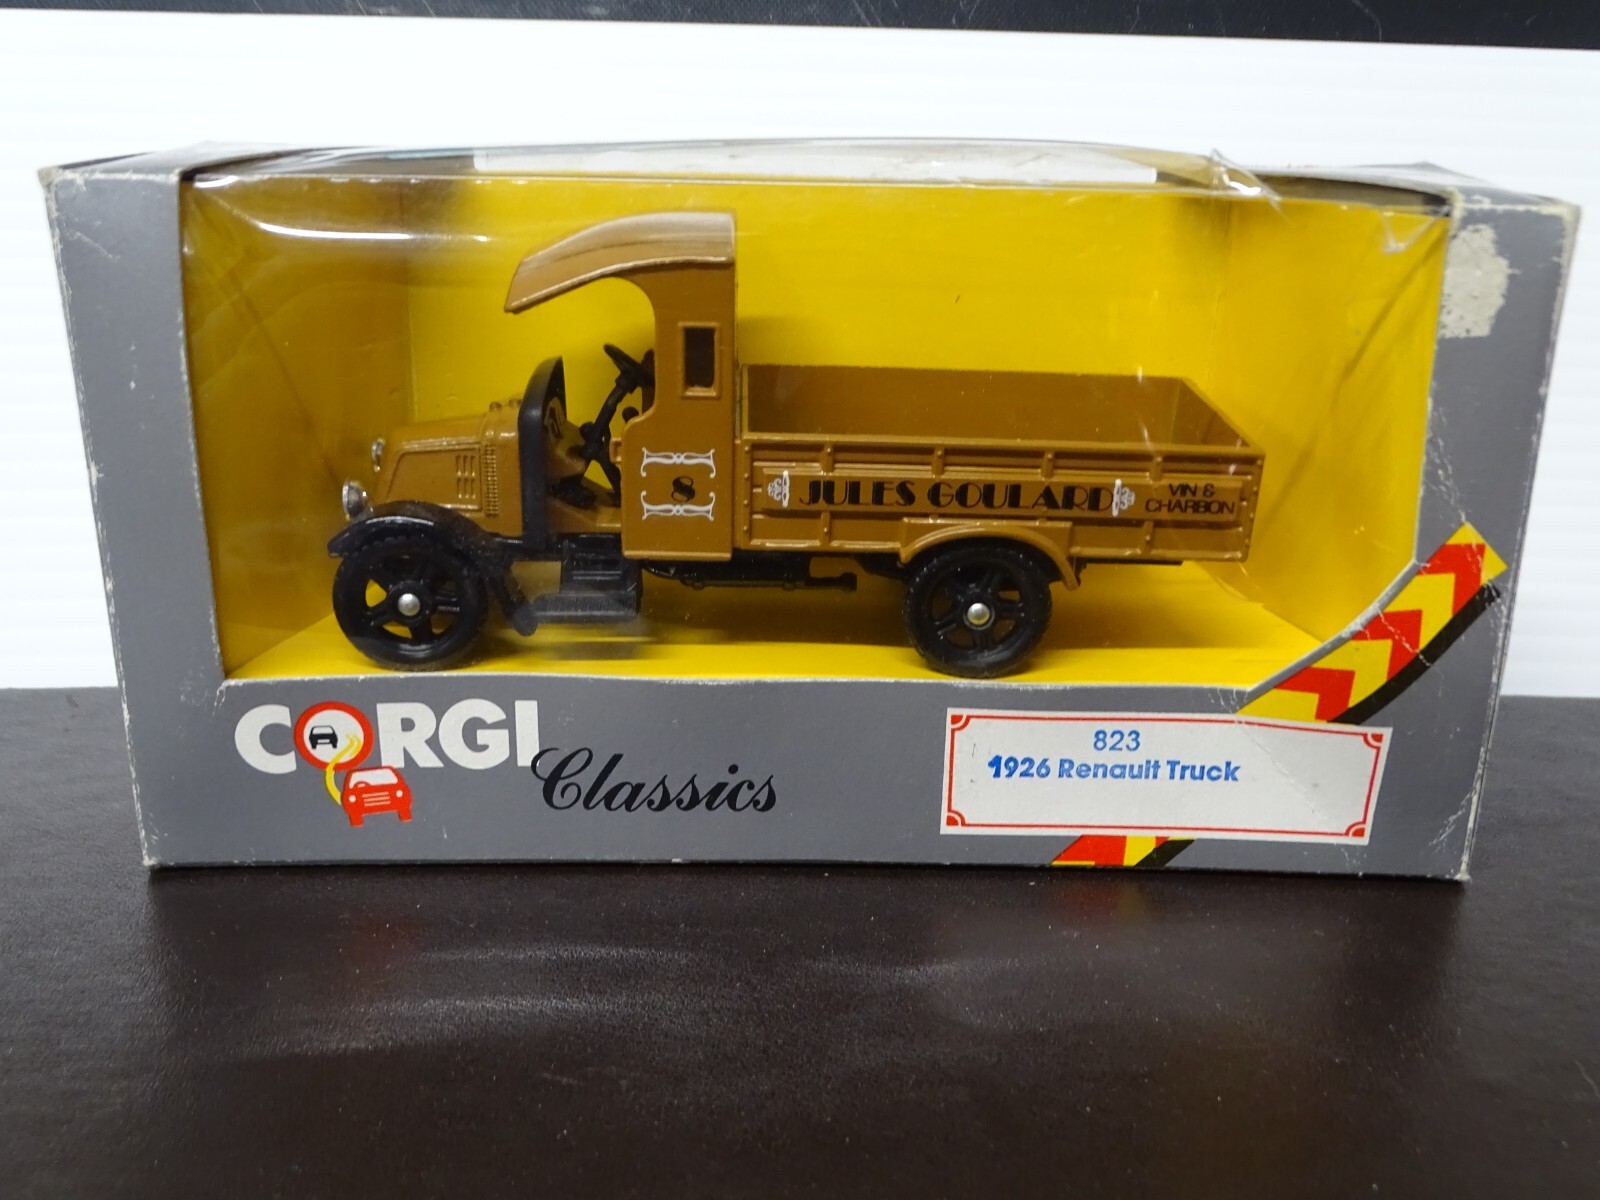 8
JULES GOULARD
VIN &
CHARBON
CORGI
Classics
823
1926 Renault Truck